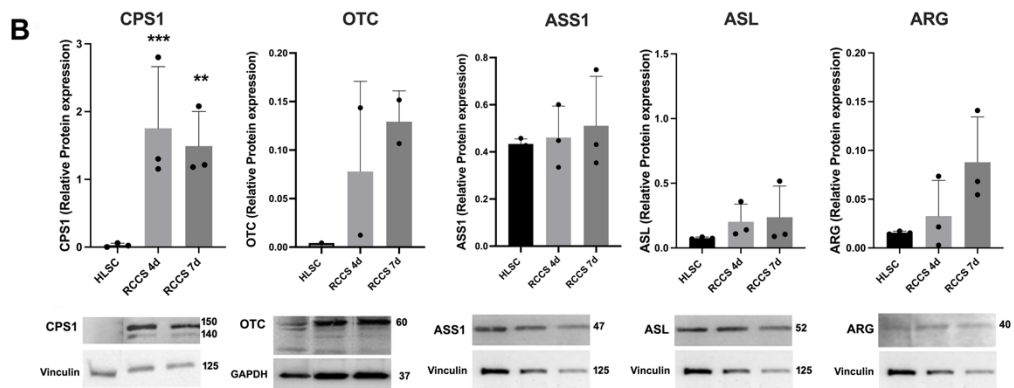 B
CPS1
CPS1 (Relative Protein expression)
3
2
1
0
***
**
HLSC
RCCS 4d
RCCS 7d
OTC
OTC (Relative Protein expression)
0.20
0.15
0.10
0.05
0.00
HLSC
RCCS 4d
RCCS 7d
ASS1
ASS1 (Relative Protein expression)
0.8
0.6
0.4
0.2
0.0
HLSC
RCCS 4d
RCCS 7d
ASL
ASL (Relative Protein expression)
1.5
1.0
0.5
0.0
HLSC
RCCS 4d
RCCS 7d
ARG
ARG (Relative Protein expression)
0.20
0.15
0.10
0.05
0.00
HLSC
RCCS 4d
RCCS 7d
CPS1
150
140
Vinculin
125
OTC
60
GAPDH
37
ASS1
47
Vinculin
125
ASL
52
Vinculin
125
ARG
40
Vinculin
125